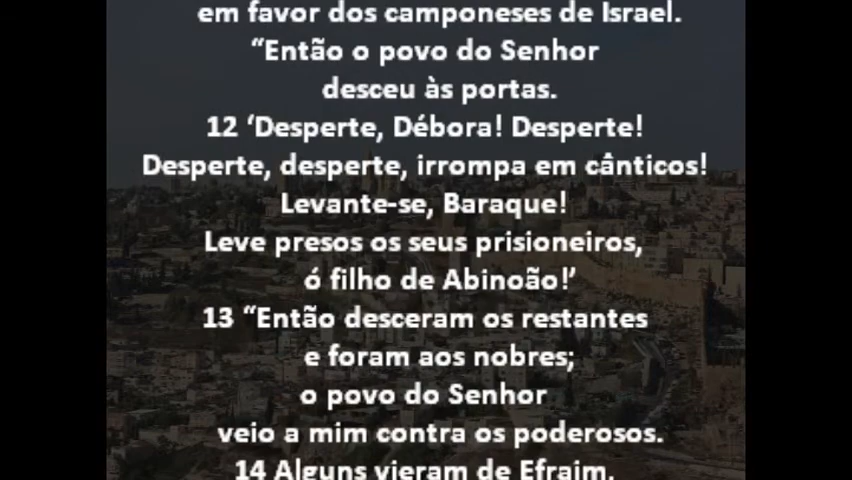 em favor dos camponeses de Israel.
“Então o povo do Senhor
desceu às portas.
12 ‘Desperte, Débora! Desperte!
Desperte, desperte, irrompa em cânticos!
Levante-se, Baraque!
Leve presos os seus prisioneiros,
ó filho de Abinoão!’
13 “Então desceram os restantes
e foram aos nobres;
o povo do Senhor
veio a mim contra os poderosos.
14 Alguns vieram de Efraim,